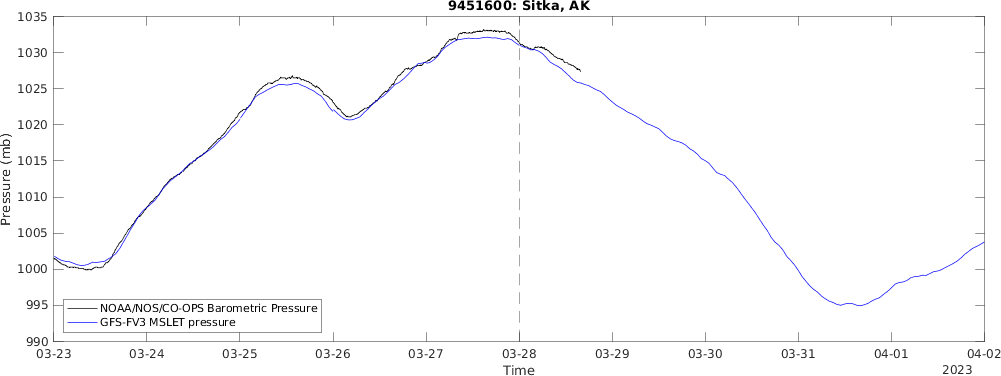 9451600: Sitka, AK
1035
1030
1025
1020
1015
1010
1005
1000
995
990
Pressure (mb)
NOAA/NOS/CO-OPS Barometric Pressure
GFS-FV3 MSLET pressure
03-23 03-24 03-25 03-26 03-27 03-28 03-29 03-30 03-31 04-01 04-02
Time
2023